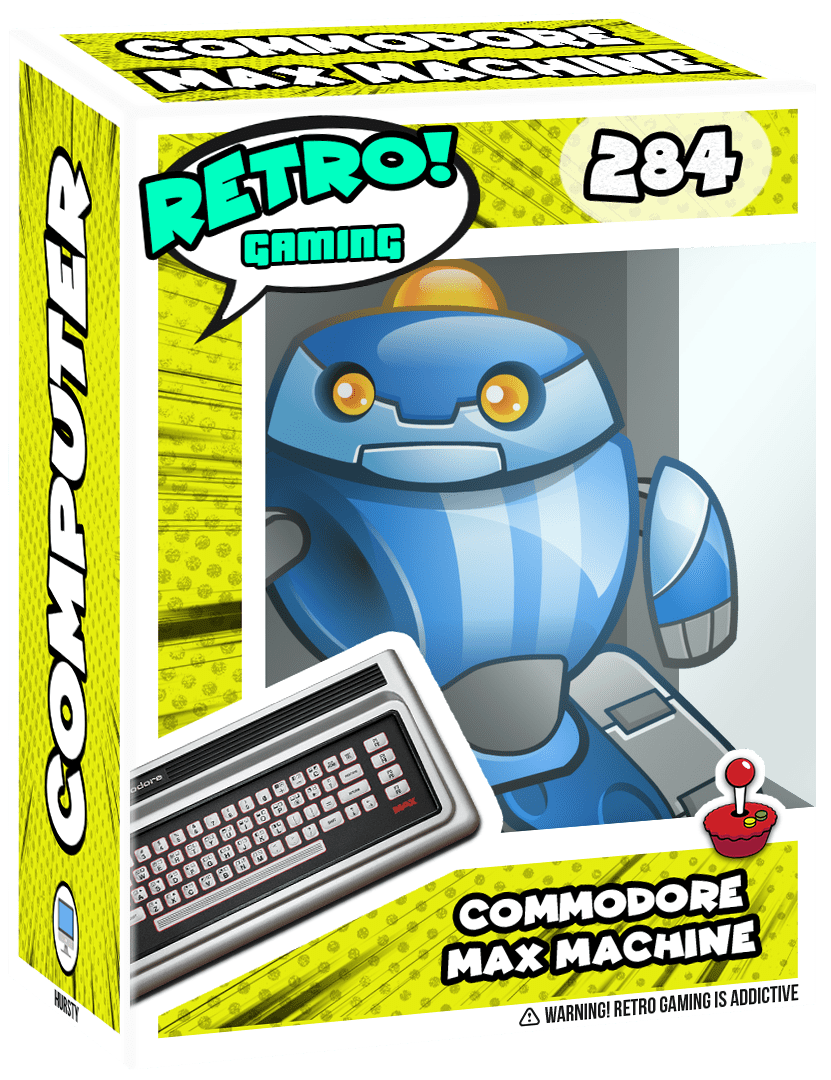 COMMODORE
MAX MACHINE
RETRO!
GAMING
284
COMPUTER
MAX
COMMODORE
MAX MACHINE
WARNING! RETRO GAMING IS ADDICTIVE
HURSTY